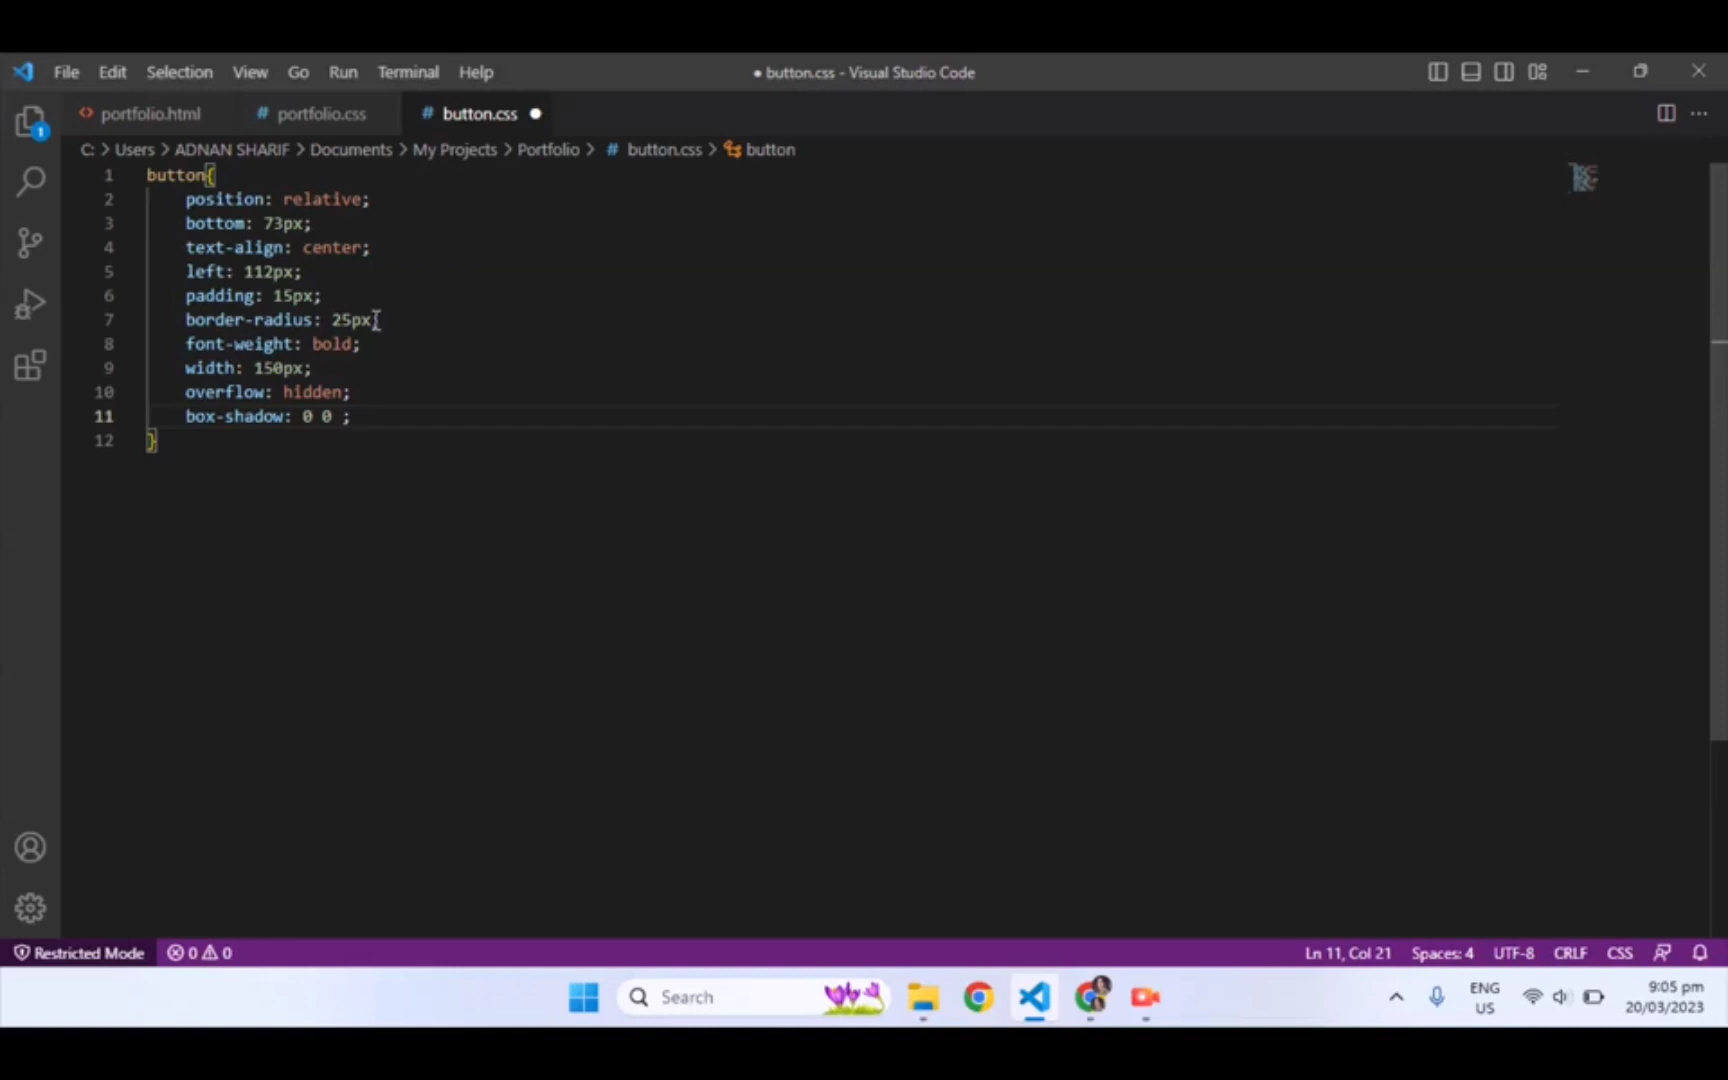 File Edit Selection View Go Run Terminal Help
● button.css - Visual Studio Code
portfolio.html
# portfolio.css
# button.css ●
1
C: > Users > ADNAN SHARIF > Documents > My Projects > Portfolio > # button.css > button
1 button{
2 position: relative;
3 bottom: 73px;
4 text-align: center;
5 left: 112px;
6 padding: 15px;
7 border-radius: 25px;
8 font-weight: bold;
9 width: 150px;
10 overflow: hidden;
11 box-shadow: 0 0 ;
12 }
Restricted Mode 0 0
Ln 11, Col 21 Spaces: 4 UTF-8 CRLF CSS
Search
ENG
US
9:05 pm
20/03/2023